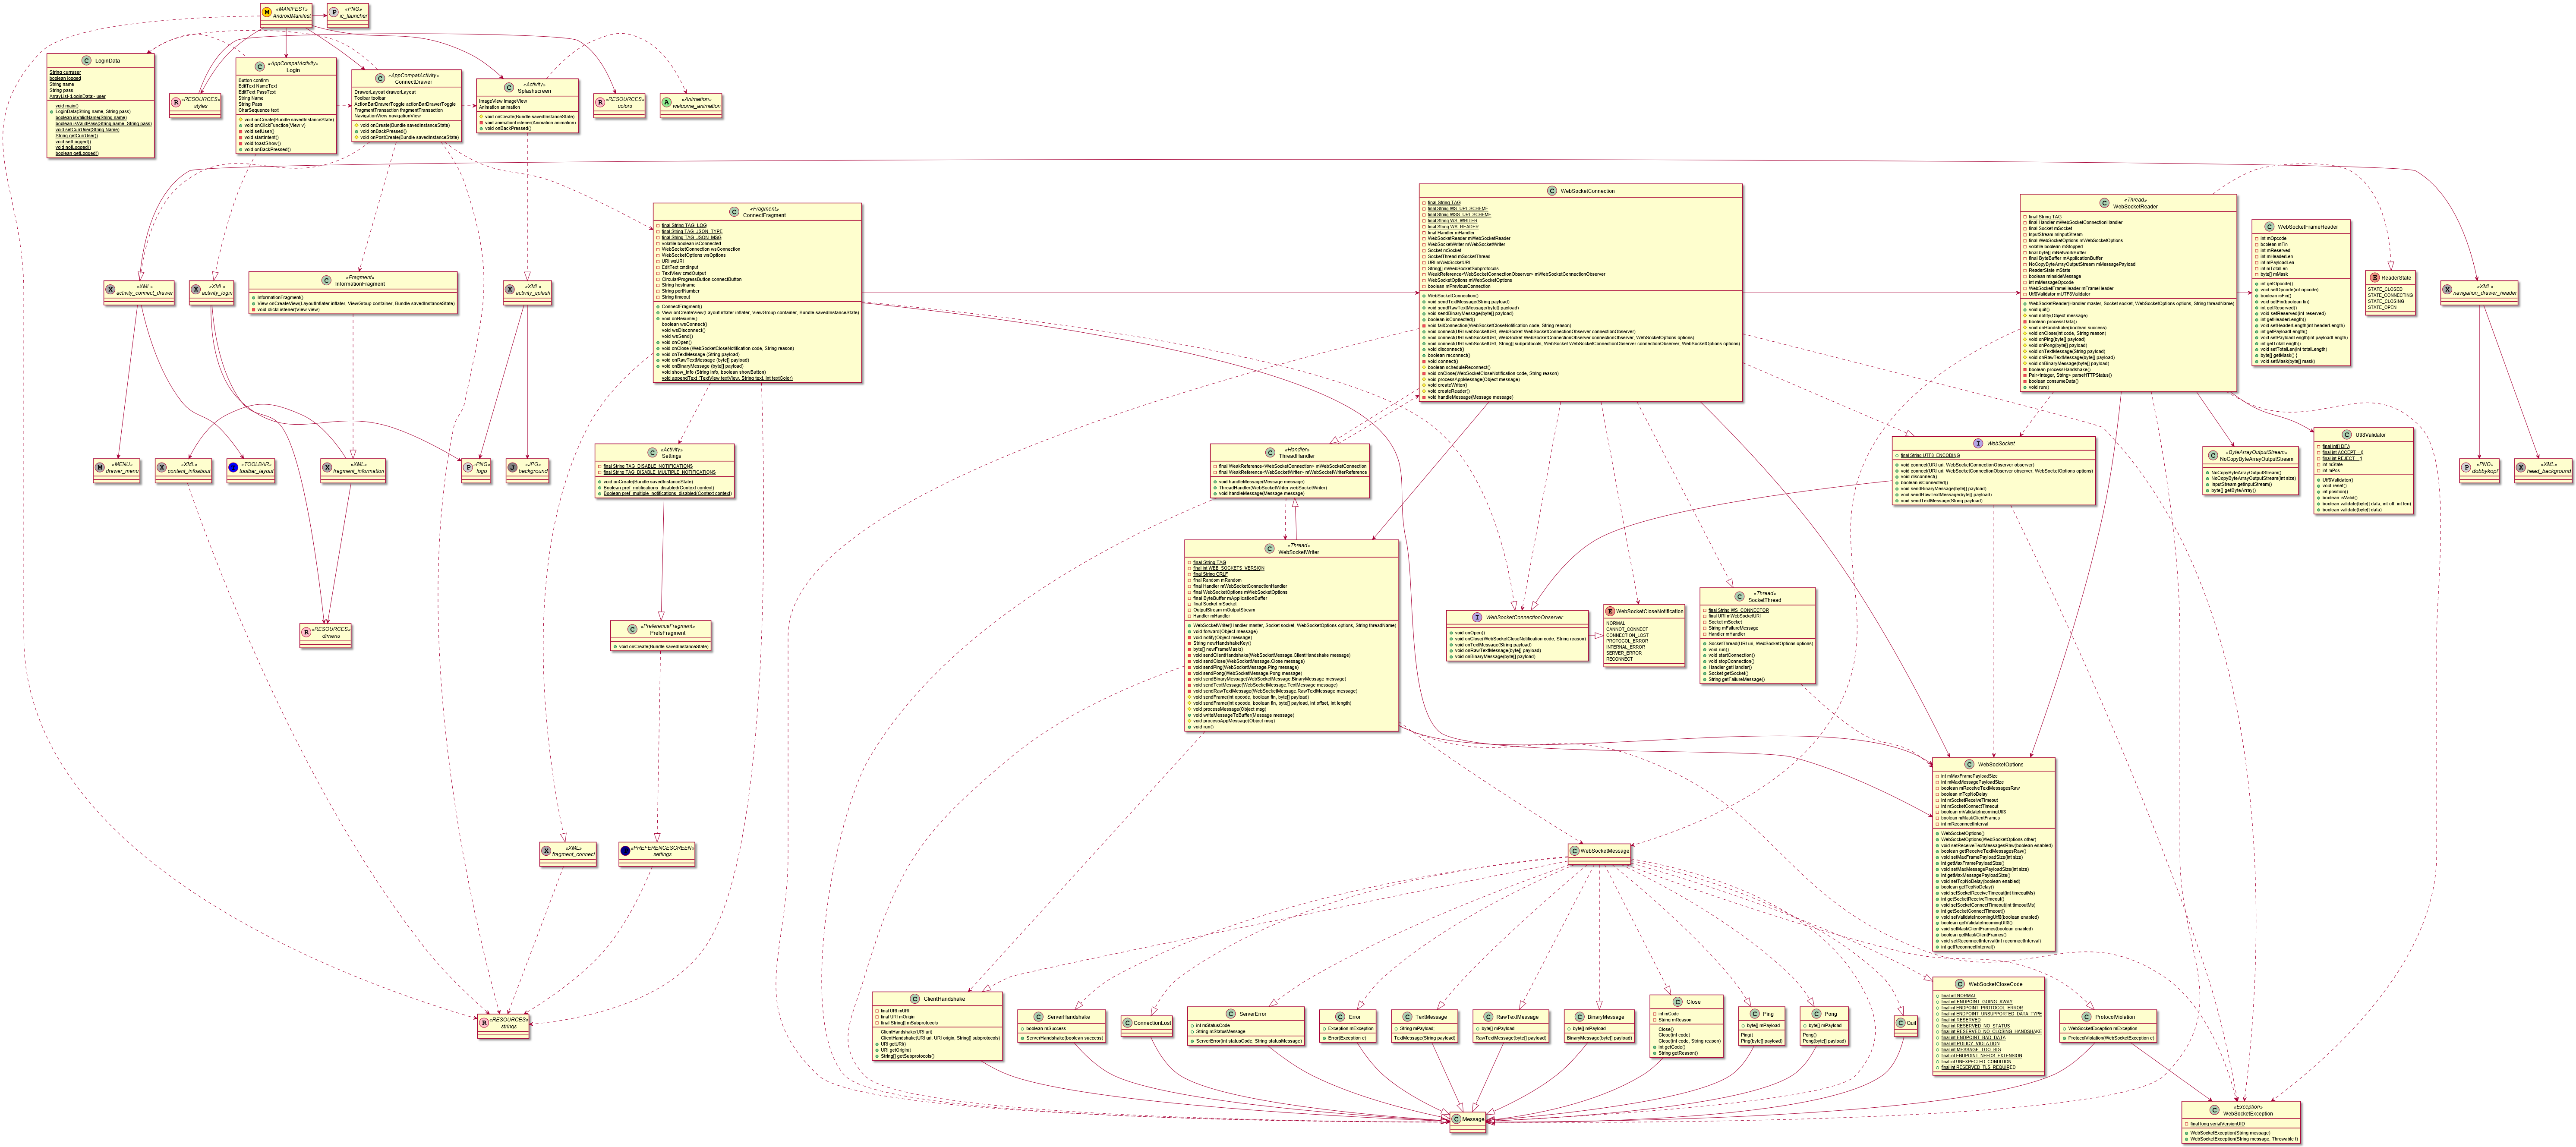 «MANIFEST»
AndroidManifest
«PNG»
ic_launcher
LoginData
String curruser
boolean logged
String name
String pass
ArrayList<LoginData> user
void main()
LoginData(String name, String pass)
boolean isValidName(String name)
boolean isValidPass(String name, String pass)
void setCurrUser(String Name)
String getCurrUser()
void setLogged()
void notLogged()
boolean getLogged()
«RESOURCES»
styles
«AppCompatActivity»
Login
Button confirm
EditText NameText
EditText PassText
String Name
String Pass
CharSequence text
void onCreate(Bundle savedInstanceState)
void onClickFunction(View v)
void setUser()
void startIntent()
void toastShow()
void onBackPressed()
«AppCompatActivity»
ConnectDrawer
DrawerLayout drawerLayout
Toolbar toolbar
ActionBarDrawerToggle actionBarDrawerToggle
FragmentTransaction fragmentTransaction
NavigationView navigationView
void onCreate(Bundle savedInstanceState)
void onBackPressed()
void onPostCreate(Bundle savedInstanceState)
«Activity»
Splashscreen
ImageView imageView
Animation animation
void onCreate(Bundle savedInstanceState)
void animationListener(Animation animation)
void onBackPressed()
«RESOURCES»
colors
«Animation»
welcome_animation
«Fragment»
ConnectFragment
final String TAG_LOG
final String TAG_JSON_TYPE
final String TAG_JSON_MSG
volatile boolean isConnected
WebSocketConnection wsConnection
WebSocketOptions wsOptions
URI wsURI
EditText cmdInput
TextView cmdOutput
CircularProgressButton connectButton
String hostname
String portNumber
String timeout
ConnectFragment()
View onCreateView(LayoutInflater inflater, ViewGroup container, Bundle savedInstanceState)
void onResume()
boolean wsConnect()
void wsDisconnect()
void wsSend()
void onOpen()
void onClose (WebSocketCloseNotification code, String reason)
void onTextMessage (String payload)
void onRawTextMessage (byte[] payload)
void onBinaryMessage (byte[] payload)
void show_info (String info, boolean showButton)
void appendText (TextView textView, String text, int textColor)
WebSocketConnection
final String TAG
final String WS_URI_SCHEME
final String WSS_URI_SCHEME
final String WS_WRITER
final String WS_READER
final Handler mHandler
WebSocketReader mWebSocketReader
WebSocketWriter mWebSocketWriter
Socket mSocket
SocketThread mSocketThread
URI mWebSocketURI
String[] mWebSocketSubprotocols
WeakReference<WebSocketConnectionObserver> mWebSocketConnectionObserver
WebSocketOptions mWebSocketOptions
boolean mPreviousConnection
WebSocketConnection()
void sendTextMessage(String payload)
void sendRawTextMessage(byte[] payload)
void sendBinaryMessage(byte[] payload)
boolean isConnected()
void failConnection(WebSocketCloseNotification code, String reason)
void connect(URI webSocketURI, WebSocket.WebSocketConnectionObserver connectionObserver)
void connect(URI webSocketURI, WebSocket.WebSocketConnectionObserver connectionObserver, WebSocketOptions options)
void connect(URI webSocketURI, String[] subprotocols, WebSocket.WebSocketConnectionObserver connectionObserver, WebSocketOptions options)
void disconnect()
boolean reconnect()
void connect()
boolean scheduleReconnect()
void onClose(WebSocketCloseNotification code, String reason)
void processAppMessage(Object message)
void createWriter()
void createReader()
void handleMessage(Message message)
«Thread»
WebSocketReader
final String TAG
final Handler mWebSocketConnectionHandler
final Socket mSocket
InputStream mInputStream
final WebSocketOptions mWebSocketOptions
volatile boolean mStopped
final byte[] mNetworkBuffer
final ByteBuffer mApplicationBuffer
NoCopyByteArrayOutputStream mMessagePayload
ReaderState mState
boolean mInsideMessage
int mMessageOpcode
WebSocketFrameHeader mFrameHeader
Utf8Validator mUTF8Validator
WebSocketReader(Handler master, Socket socket, WebSocketOptions options, String threadName)
void quit()
void notify(Object message)
boolean processData()
void onHandshake(boolean success)
void onClose(int code, String reason)
void onPing(byte[] payload)
void onPong(byte[] payload)
void onTextMessage(String payload)
void onRawTextMessage(byte[] payload)
void onBinaryMessage(byte[] payload)
boolean processHandshake()
Pair<Integer, String> parseHTTPStatus()
boolean consumeData()
void run()
WebSocketFrameHeader
int mOpcode
boolean mFin
int mReserved
int mHeaderLen
int mPayloadLen
int mTotalLen
byte[] mMask
int getOpcode()
void setOpcode(int opcode)
boolean isFin()
void setFin(boolean fin)
int getReserved()
void setReserved(int reserved)
int getHeaderLength()
void setHeaderLength(int headerLength)
int getPayloadLength()
void setPayloadLength(int payloadLength)
int getTotalLength()
void setTotalLen(int totalLength)
byte[] getMask() {
void setMask(byte[] mask)
ReaderState
STATE_CLOSED
STATE_CONNECTING
STATE_CLOSING
STATE_OPEN
«XML»
activity_connect_drawer
«XML»
activity_login
«Fragment»
InformationFragment
InformationFragment()
View onCreateView(LayoutInflater inflater, ViewGroup container, Bundle savedInstanceState)
void clickListener(View view)
«XML»
activity_splash
«XML»
navigation_drawer_header
«MENU»
drawer_menu
«XML»
content_infoabout
«TOOLBAR»
toolbar_layout
«XML»
fragment_information
«PNG»
logo
«JPG»
background
«Activity»
Settings
final String TAG_DISABLE_NOTIFICATIONS
final String TAG_DISABLE_MULTIPLE_NOTIFICATIONS
void onCreate(Bundle savedInstanceState)
Boolean pref_notifications_disabled(Context context)
Boolean pref_multiple_notifications_disabled(Context context)
«Handler»
ThreadHandler
final WeakReference<WebSocketConnection> mWebSocketConnection
final WeakReference<WebSocketWriter> mWebSocketWriterReference
void handleMessage(Message message)
ThreadHandler(WebSocketWriter webSocketWriter)
void handleMessage(Message message)
«I» WebSocket
final String UTF8_ENCODING
void connect(URI uri, WebSocketConnectionObserver observer)
void connect(URI uri, WebSocketConnectionObserver observer, WebSocketOptions options)
void disconnect()
boolean isConnected()
void sendBinaryMessage(byte[] payload)
void sendRawTextMessage(byte[] payload)
void sendTextMessage(String payload)
«ByteArrayOutputStream»
NoCopyByteArrayOutputStream
NoCopyByteArrayOutputStream()
NoCopyByteArrayOutputStream(int size)
InputStream getInputStream()
byte[] getByteArray()
Utf8Validator
final int[] DFA
final int ACCEPT = 0
final int REJECT = 1
int mState
int mPos
Utf8Validator()
void reset()
int position()
boolean isValid()
boolean validate(byte[] data, int off, int len)
boolean validate(byte[] data)
«PNG»
dobbykopf
«XML»
head_background
«Thread»
WebSocketWriter
final String TAG
final int WEB_SOCKETS_VERSION
final String CRLF
final Random mRandom
final Handler mWebSocketConnectionHandler
final WebSocketOptions mWebSocketOptions
final ByteBuffer mApplicationBuffer
final Socket mSocket
OutputStream mOutputStream
Handler mHandler
WebSocketWriter(Handler master, Socket socket, WebSocketOptions options, String threadName)
void forward(Object message)
void notify(Object message)
String newHandshakeKey()
byte[] newFrameMask()
void sendClientHandshake(WebSocketMessage.ClientHandshake message)
void sendClose(WebSocketMessage.Close message)
void sendPing(WebSocketMessage.Ping message)
void sendPong(WebSocketMessage.Pong message)
void sendBinaryMessage(WebSocketMessage.BinaryMessage message)
void sendTextMessage(WebSocketMessage.TextMessage message)
void sendRawTextMessage(WebSocketMessage.RawTextMessage message)
void sendFrame(int opcode, boolean fin, byte[] payload)
void sendFrame(int opcode, boolean fin, byte[] payload, int offset, int length)
void processMessage(Object msg)
void writeMessageToBuffer(Message message)
void processAppMessage(Object msg)
void run()
WebSocketConnectionObserver
void onOpen()
void onClose(WebSocketCloseNotification code, String reason)
void onTextMessage(String payload)
void onRawTextMessage(byte[] payload)
void onBinaryMessage(byte[] payload)
WebSocketCloseNotification
NORMAL
CANNOT_CONNECT
CONNECTION_LOST
PROTOCOL_ERROR
INTERNAL_ERROR
SERVER_ERROR
RECONNECT
«Thread»
SocketThread
final String WS_CONNECTOR
final URI mWebSocketURI
Socket mSocket
String mFailureMessage
Handler mHandler
SocketThread(URI uri, WebSocketOptions options)
void run()
void startConnection()
void stopConnection()
Handler getHandler()
Socket getSocket()
String getFailureMessage()
«RESOURCES»
dimens
«PreferenceFragment»
PrefsFragment
void onCreate(Bundle savedInstanceState)
WebSocketOptions
int mMaxFramePayloadSize
int mMaxMessagePayloadSize
boolean mReceiveTextMessagesRaw
boolean mTcpNoDelay
int mSocketReceiveTimeout
int mSocketConnectTimeout
boolean mValidateIncomingUtf8
boolean mMaskClientFrames
int mReconnectInterval
WebSocketOptions()
WebSocketOptions(WebSocketOptions other)
void setReceiveTextMessagesRaw(boolean enabled)
boolean getReceiveTextMessagesRaw()
void setMaxFramePayloadSize(int size)
int getMaxFramePayloadSize()
void setMaxMessagePayloadSize(int size)
int getMaxMessagePayloadSize()
void setTcpNoDelay(boolean enabled)
boolean getTcpNoDelay()
void setSocketReceiveTimeout(int timeoutMs)
int getSocketReceiveTimeout()
void setSocketConnectTimeout(int timeoutMs)
int getSocketConnectTimeout()
void setValidateIncomingUtf8(boolean enabled)
boolean getValidateIncomingUtf8()
void setMaskClientFrames(boolean enabled)
boolean getMaskClientFrames()
void setReconnectInterval(int reconnectInterval)
int getReconnectInterval()
«XML»
fragment_connect
«PREFERENCESCREEN»
settings
WebSocketMessage
«RESOURCES»
strings
ClientHandshake
final URI mURI
final URI mOrigin
final String[] mSubprotocols
ClientHandshake(URI uri)
ClientHandshake(URI uri, URI origin, String[] subprotocols)
URI getURI()
URI getOrigin()
String[] getSubprotocols()
ServerHandshake
boolean mSuccess
ServerHandshake(boolean success)
ConnectionLost
ServerError
int mStatusCode
String mStatusMessage
ServerError(int statusCode, String statusMessage)
Error
Exception mException
Error(Exception e)
TextMessage
String mPayload;
TextMessage(String payload)
RawTextMessage
byte[] mPayload
RawTextMessage(byte[] payload)
BinaryMessage
byte[] mPayload
BinaryMessage(byte[] payload)
Close
int mCode
String mReason
Close()
Close(int code)
Close(int code, String reason)
int getCode()
String getReason()
Ping
byte[] mPayload
Ping()
Ping(byte[] payload)
Pong
byte[] mPayload
Pong()
Pong(byte[] payload)
Quit
WebSocketCloseCode
final int NORMAL
final int ENDPOINT_GOING_AWAY
final int ENDPOINT_PROTOCOL_ERROR
final int ENDPOINT_UNSUPPORTED_DATA_TYPE
final int RESERVED
final int RESERVED_NO_STATUS
final int RESERVED_NO_CLOSING_HANDSHAKE
final int ENDPOINT_BAD_DATA
final int POLICY_VIOLATION
final int MESSAGE_TOO_BIG
final int ENDPOINT_NEEDS_EXTENSION
final int UNEXPECTED_CONDITION
final int RESERVED_TLS_REQUIRED
ProtocolViolation
WebSocketException mException
ProtocolViolation(WebSocketException e)
Message
«Exception»
WebSocketException
final long serialVersionUID
WebSocketException(String message)
WebSocketException(String message, Throwable t)